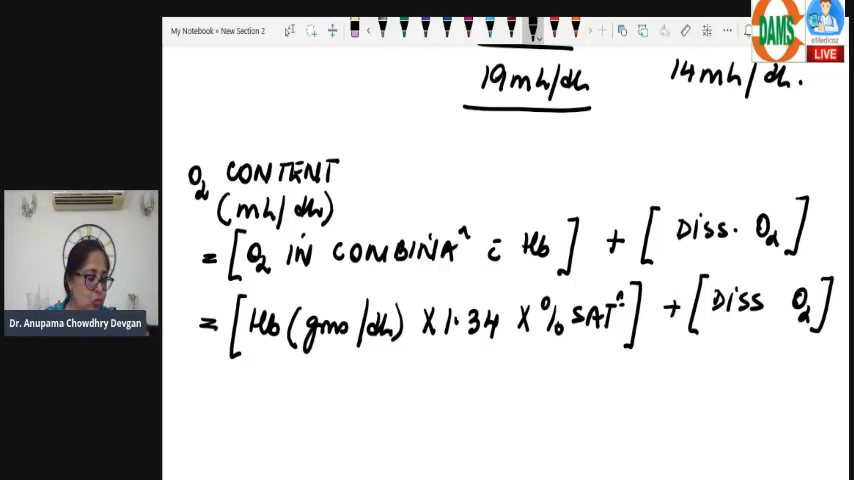 My Notebook » New Section 2
DAMS
eMedicoz
LIVE
19 ml/dl
14 ml/dl.
O2 CONTENT
(ml/dl)
= [O2 IN COMBINAⁿ c̄ Hb] + [DISS. O2]
= [Hb (gms/dl) X 1.34 X % SATⁿ] + [DISS O2]
Dr. Anupama Chowdhry Devgan